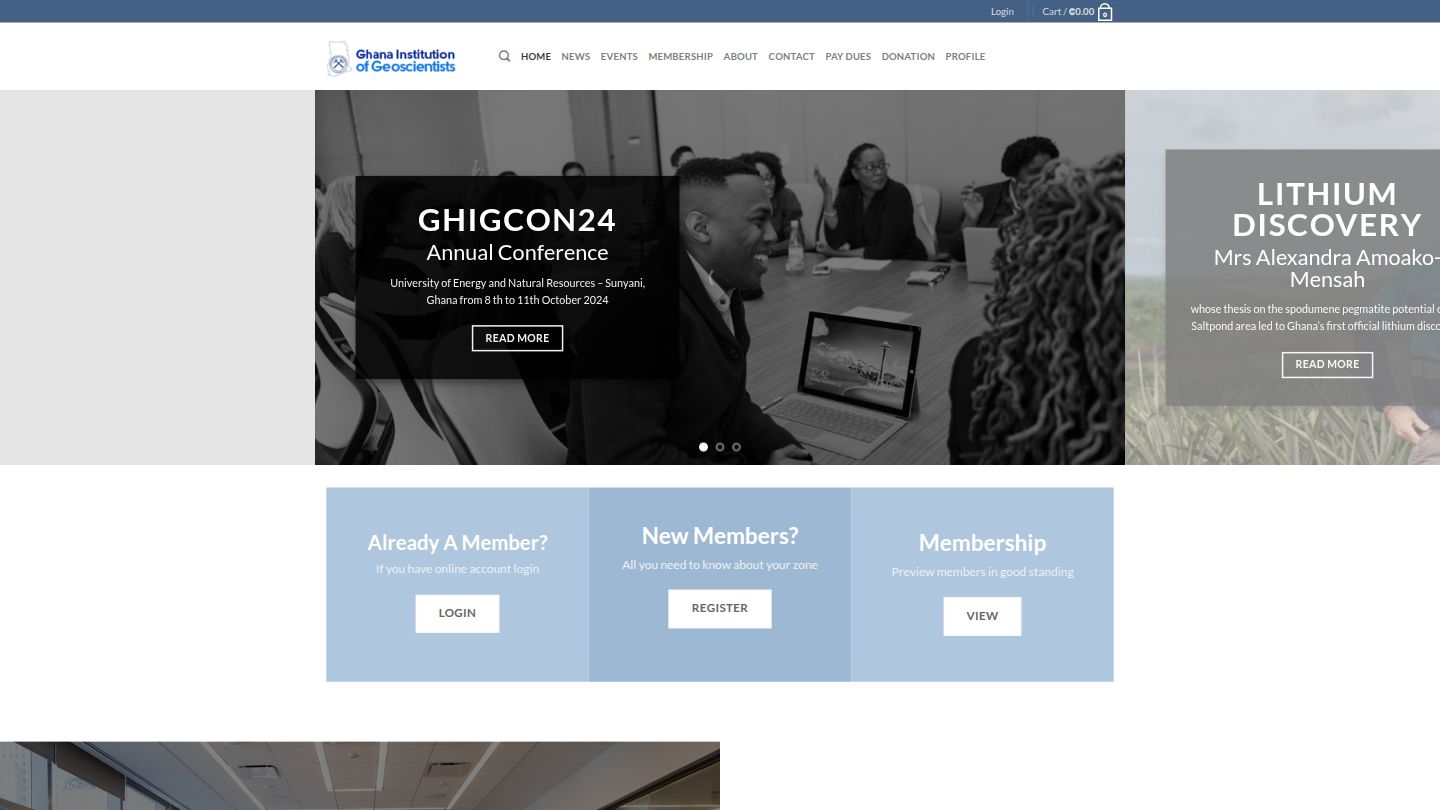 Login
Cart / ₵0.00 0
Ghana Institution
of Geoscientists
HOME NEWS EVENTS MEMBERSHIP ABOUT CONTACT PAY DUES DONATION PROFILE
GHIGCON24
Annual Conference
University of Energy and Natural Resources – Sunyani,
Ghana from 8 th to 11th October 2024
READ MORE
LITHIUM
DISCOVERY
Mrs Alexandra Amoako-
Mensah
whose thesis on the spodumene pegmatite potential
Saltpond area led to Ghana's first official lithium
READ MORE
Already A Member?
If you have online account login
LOGIN
New Members?
All you need to know about your zone
REGISTER
Membership
Preview members in good standing
VIEW